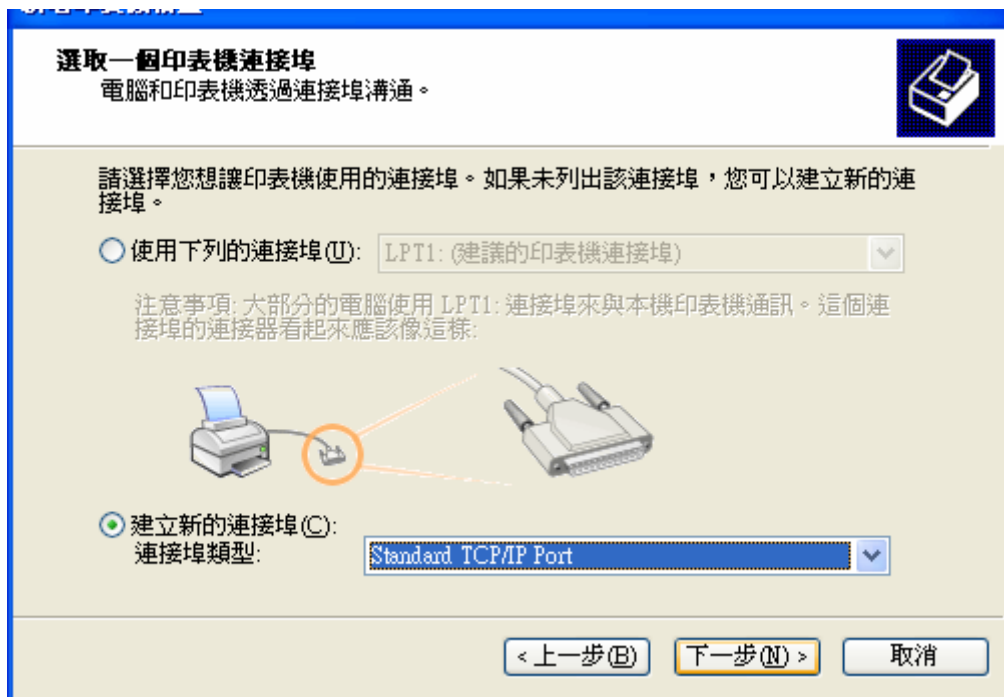 選取一個印表機連接埠
電腦和印表機透過連接埠溝通。
請選擇您想讓印表機使用的連接埠。如果未列出該連接埠,您可以建立新的連
接埠。
使用下列的連接埠(U):
LPT1: (建議的印表機連接埠)
注意事項: 大部分的電腦使用 LPT1: 連接埠來與本機印表機通訊。這個連
接埠的連接器看起來應該像這樣:
建立新的連接埠(C):
連接埠類型:
Standard TCP/IP Port
<上一步(B)
下一步(N)>
取消